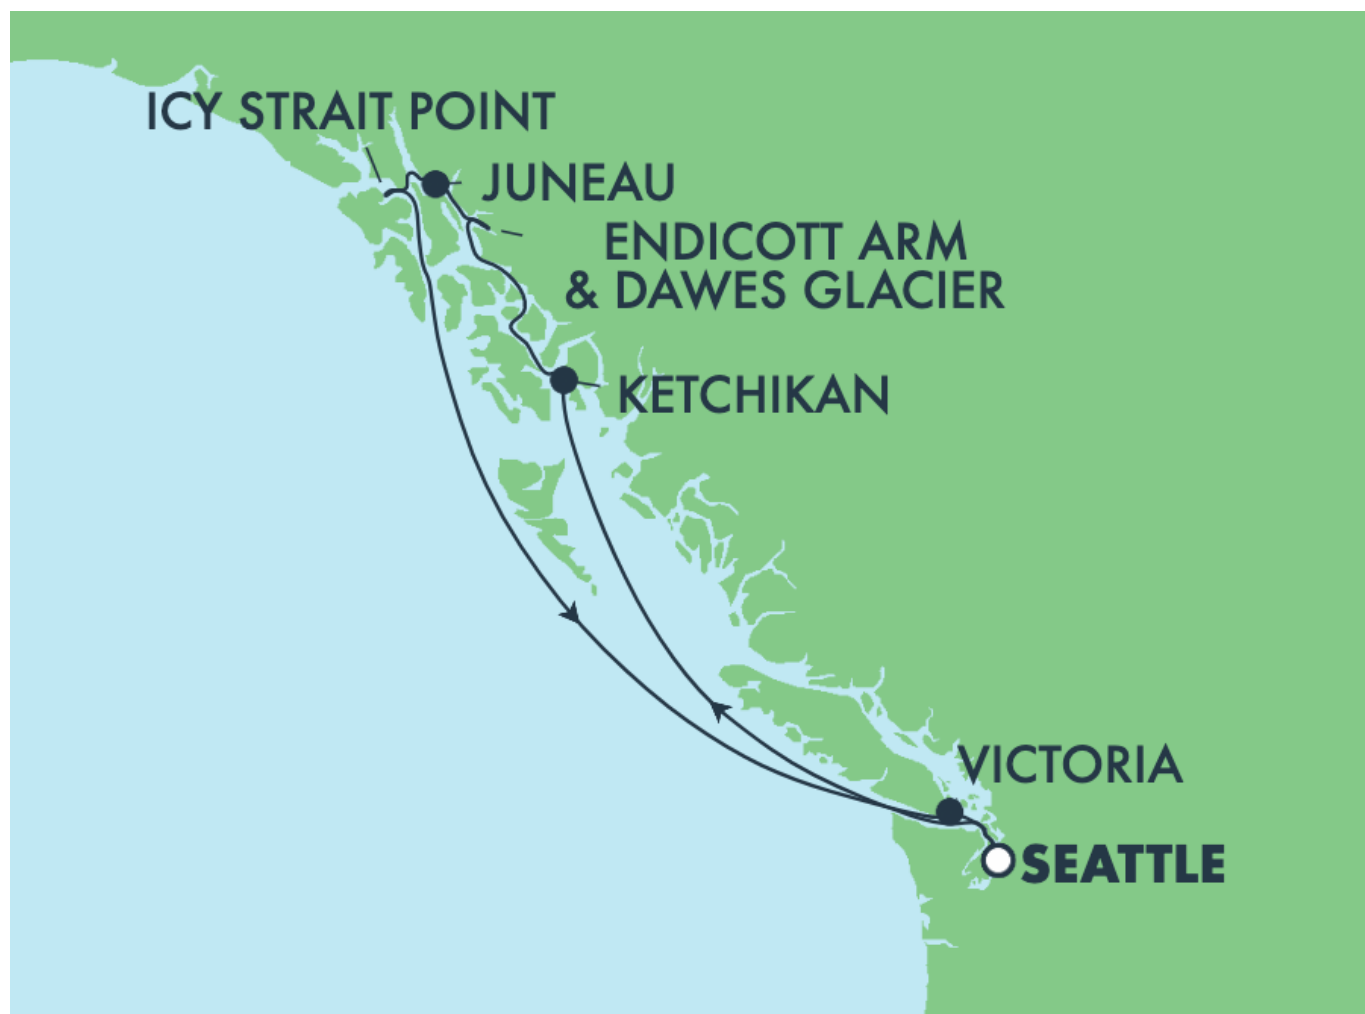 ICY STRAIT POINT
JUNEAU
ENDICOTT ARM
& DAWES GLACIER
KETCHIKAN
VICTORIA
SEATTLE